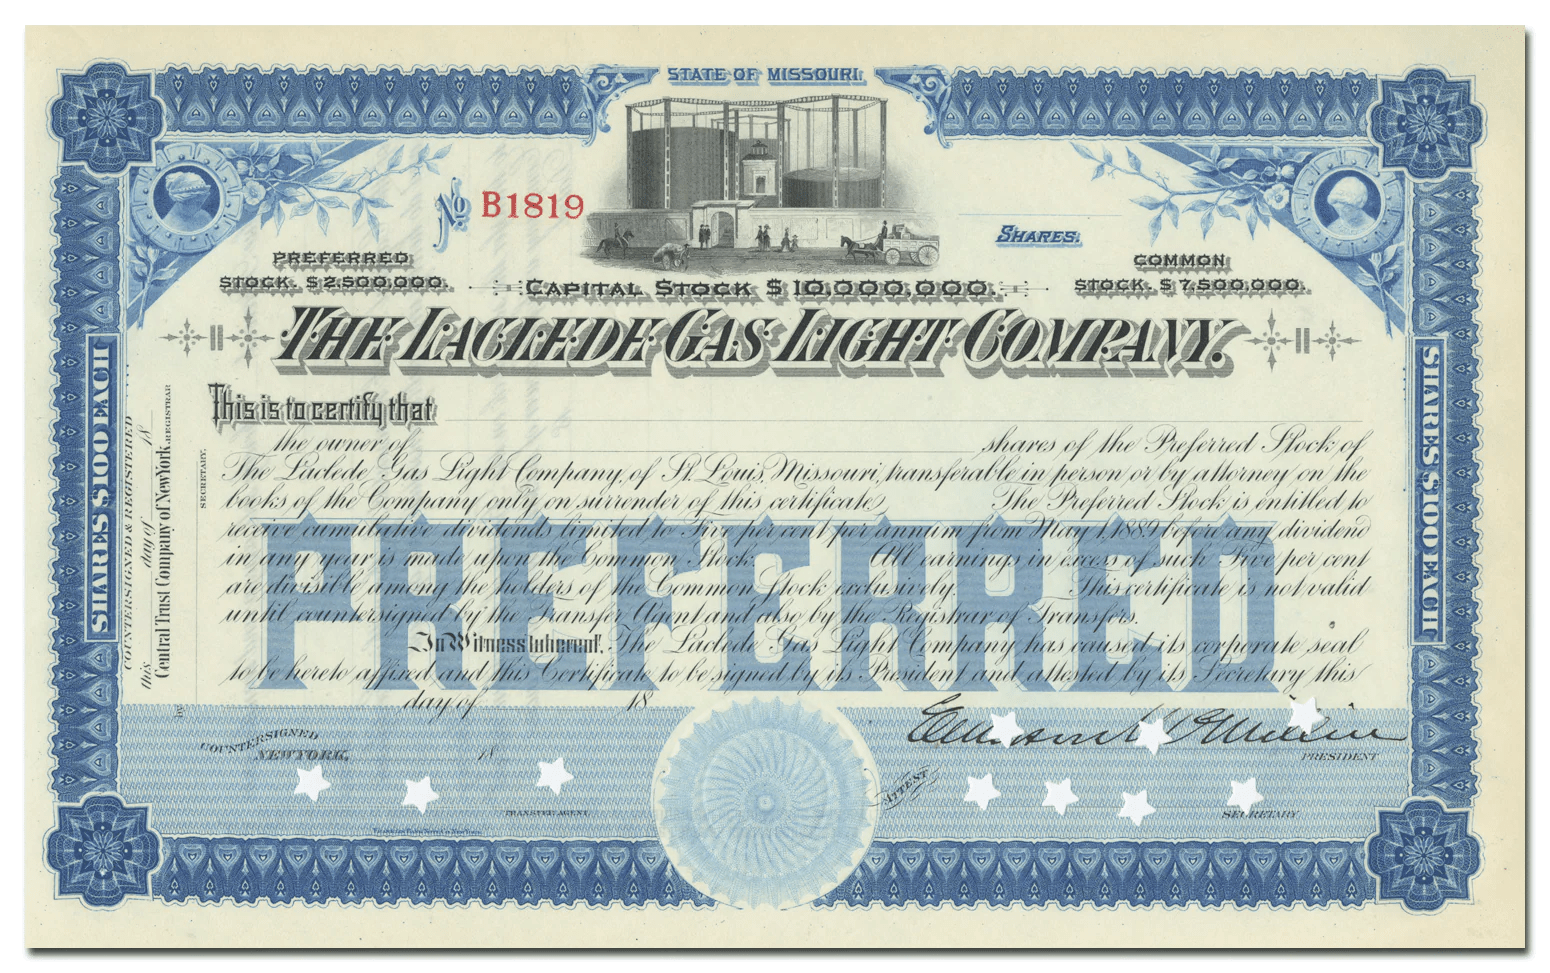 STATE OF MISSOURI.
No B1819
SHARES.
PREFERRED
STOCK. $2,500,000.
CAPITAL STOCK $10,000,000.
COMMON
STOCK. $7,500,000.
THE LACLEDE GAS LIGHT COMPANY.
This is to certify that
the owner of shares of the Preferred Stock of
The Laclede Gas Light Company, of St. Louis, Missouri, transferable in person or by attorney on the
books of the Company only on surrender of this certificate. The Preferred Stock is entitled to
receive cumulative dividends limited to Five per cent per annum from May 1, 1889 before any dividend
in any year is made upon the Common Stock. All earnings in excess of such Five per cent
are divisible among the holders of the Common Stock exclusively. This certificate is not valid
until countersigned by the Transfer Agent and also by the Registrar of Transfers.
In Witness Whereof, The Laclede Gas Light Company has caused its corporate seal
to be hereto affixed and this Certificate to be signed by its President and attested by its Secretary this
day of 18
PREFERRED
COUNTERSIGNED
NEW YORK, 18
TRANSFER AGENT
ATTEST
PRESIDENT
SECRETARY
SHARES $100 EACH
SHARES $100 EACH
COUNTERSIGNED & REGISTERED
this day of 18
Central Trust Company of New York, REGISTRAR
by
SECRETARY.